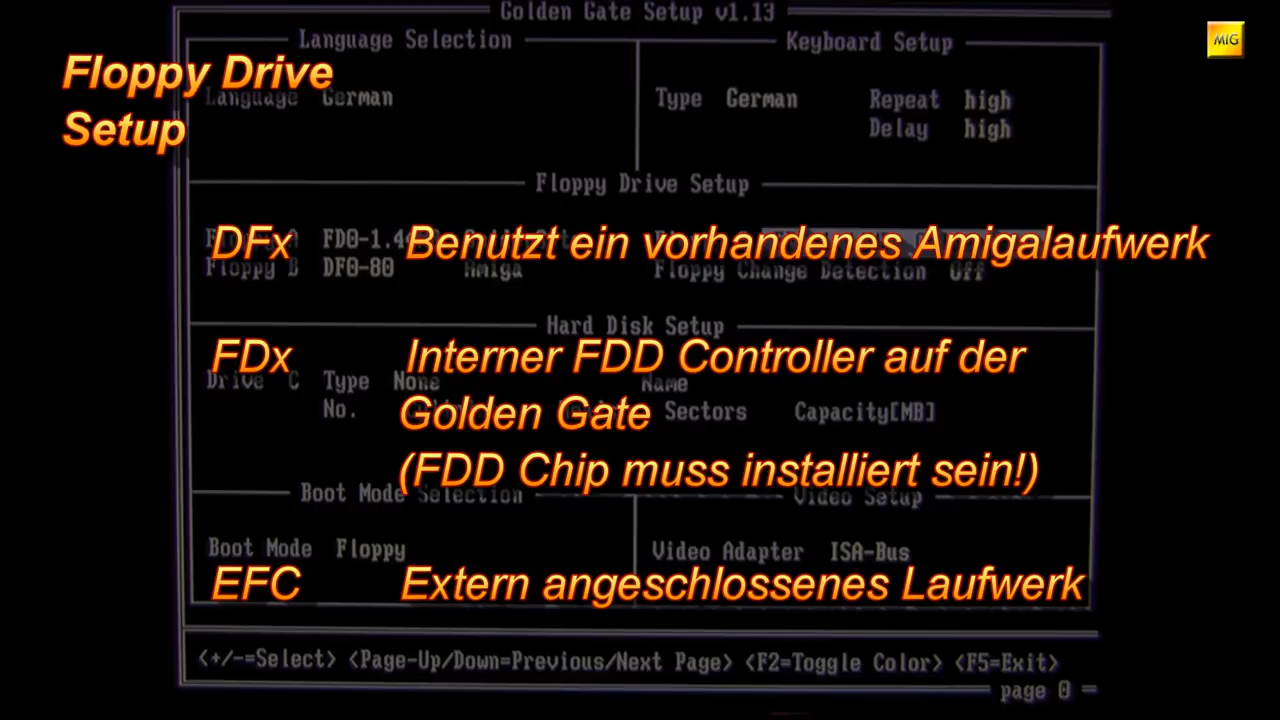 Golden Gate Setup v1.13
MIG
Language Selection
Keyboard Setup
Floppy Drive
Setup
Language German
Type German Repeat high
Delay high
Floppy Drive Setup
DFx Benutzt ein vorhandenes Amigalaufwerk
Floppy B DF0-80 Amiga
Floppy Change Detection Off
Hard Disk Setup
FDx Interner FDD Controller auf der
Drive C Type None Name
No. Sectors Capacity[MB]
Golden Gate
(FDD Chip muss installiert sein!)
Boot Mode Selection
Video Setup
Boot Mode Floppy
Video Adapter ISA-Bus
EFC Extern angeschlossenes Laufwerk
<+/-=Select> <Page-Up/Down=Previous/Next Page> <F2=Toggle Color> <F5=Exit>
page 0